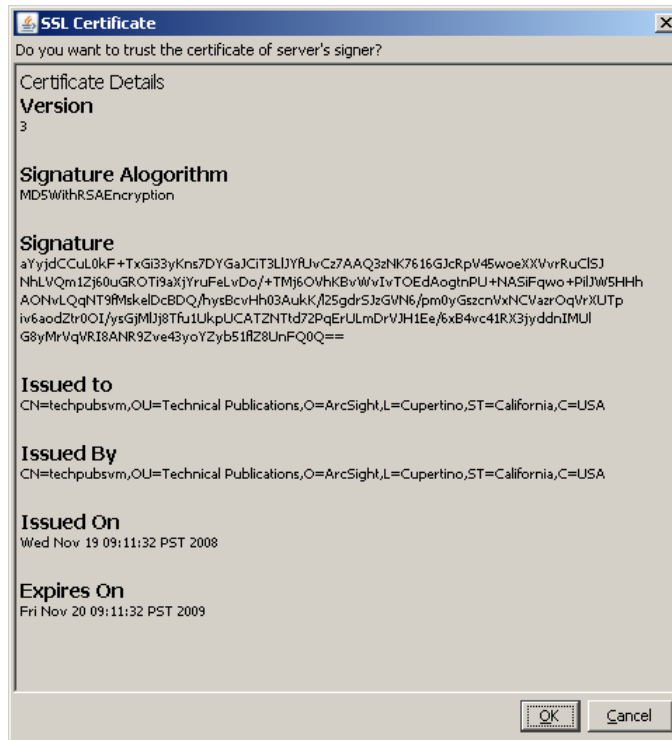 SSL Certificate
Do you want to trust the certificate of server's signer?
Certificate Details
Version
3
Signature Alogorithm
MD5WithRSAEncryption
Signature
aYyjdCCuL0kF+TxGi33yKns7DYGaJCiT3LlJYfUvCz7AAQ3zNK7616GJcRpV45woeXXVvrRuClSJ
NhLVQm1Zj60uGROTi9aXjYruFeLvDo/+TMj6OVhKBvWvIvTOEdAogtnPU+NASiFqwo+PilJW5HHh
AONvLQqNT9fMskelDcBDQ/hysBcvHh03AukK/l25gdrSJzGVN6/pm0yGszcnVxNCVazrOqVrXUTp
iv6aodZtr0OI/ysGjMlJj8Tfu1UkpUCATZNTtd72PqErULmDrVJH1Ee/6xB4vc41RX3jyddnIMUl
G8yMrVqVRI8ANR9Zve43yoYZyb51flZ8UnFQ0Q==
Issued to
CN=techpubsvm,OU=Technical Publications,O=ArcSight,L=Cupertino,ST=California,C=USA
Issued By
CN=techpubsvm,OU=Technical Publications,O=ArcSight,L=Cupertino,ST=California,C=USA
Issued On
Wed Nov 19 09:11:32 PST 2008
Expires On
Fri Nov 20 09:11:32 PST 2009
OK Cancel